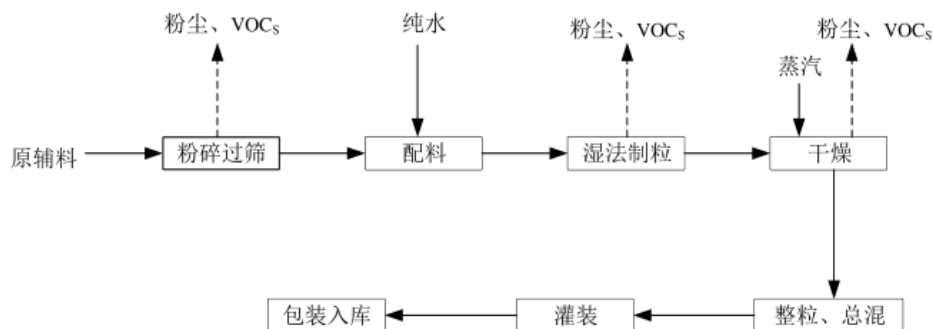 粉尘、VOCs
纯水
粉尘、VOCs
粉尘、VOCs
蒸汽
原辅料
粉碎过筛
配料
湿法制粒
干燥
包装入库
灌装
整粒、总混